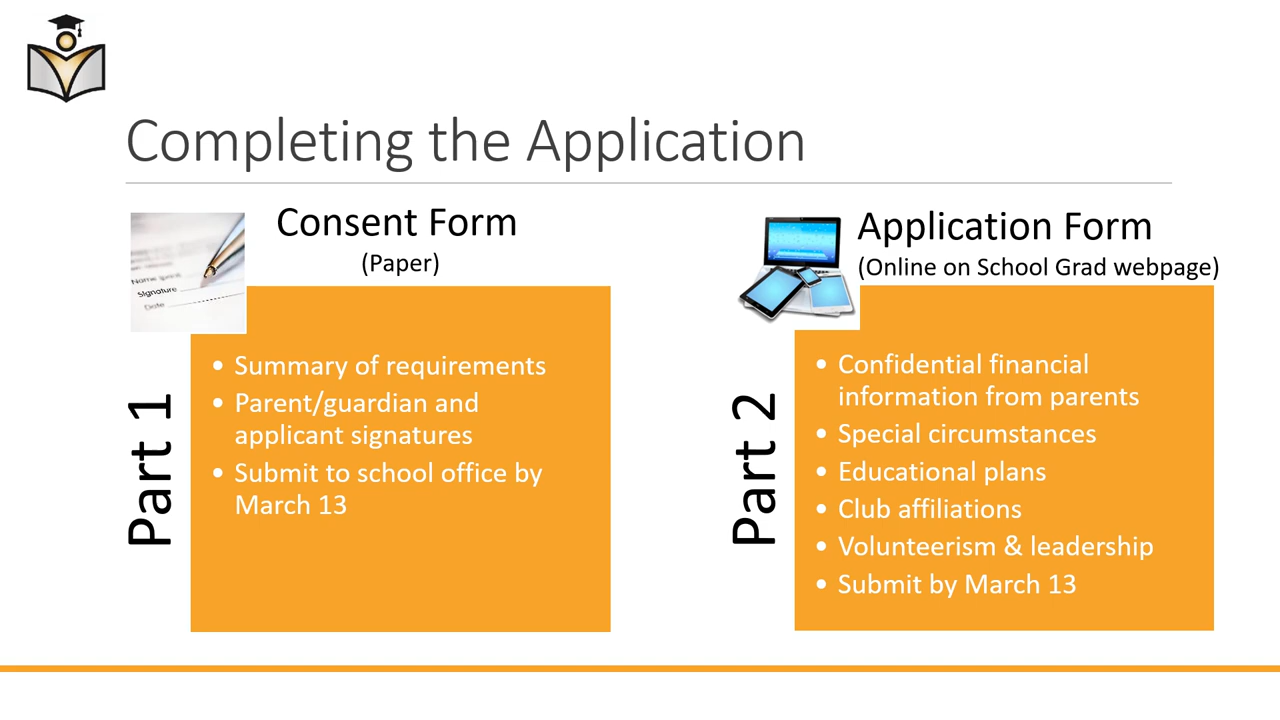 Completing the Application
Consent Form
(Paper)
Signature
Date
Part 1
• Summary of requirements
• Parent/guardian and
applicant signatures
• Submit to school office by
March 13
Application Form
(Online on School Grad webpage)
Part 2
• Confidential financial
information from parents
• Special circumstances
• Educational plans
• Club affiliations
• Volunteerism & leadership
• Submit by March 13